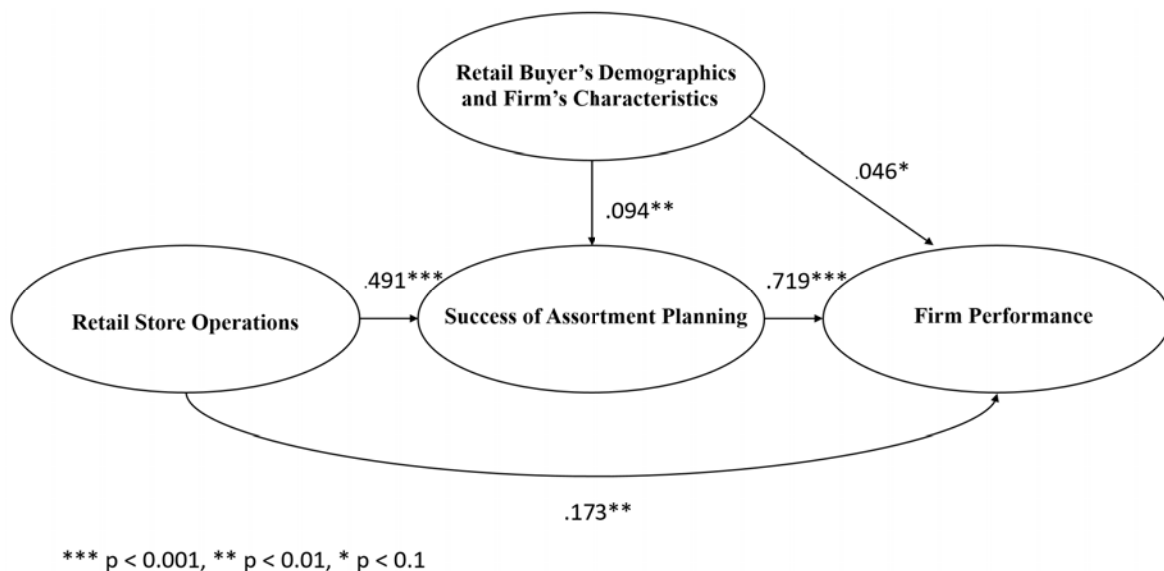 Retail Buyer's Demographics
and Firm's Characteristics
.046*
.094**
.491***
.719***
Retail Store Operations
Success of Assortment Planning
Firm Performance
.173**
*** p < 0.001, ** p < 0.01, * p < 0.1